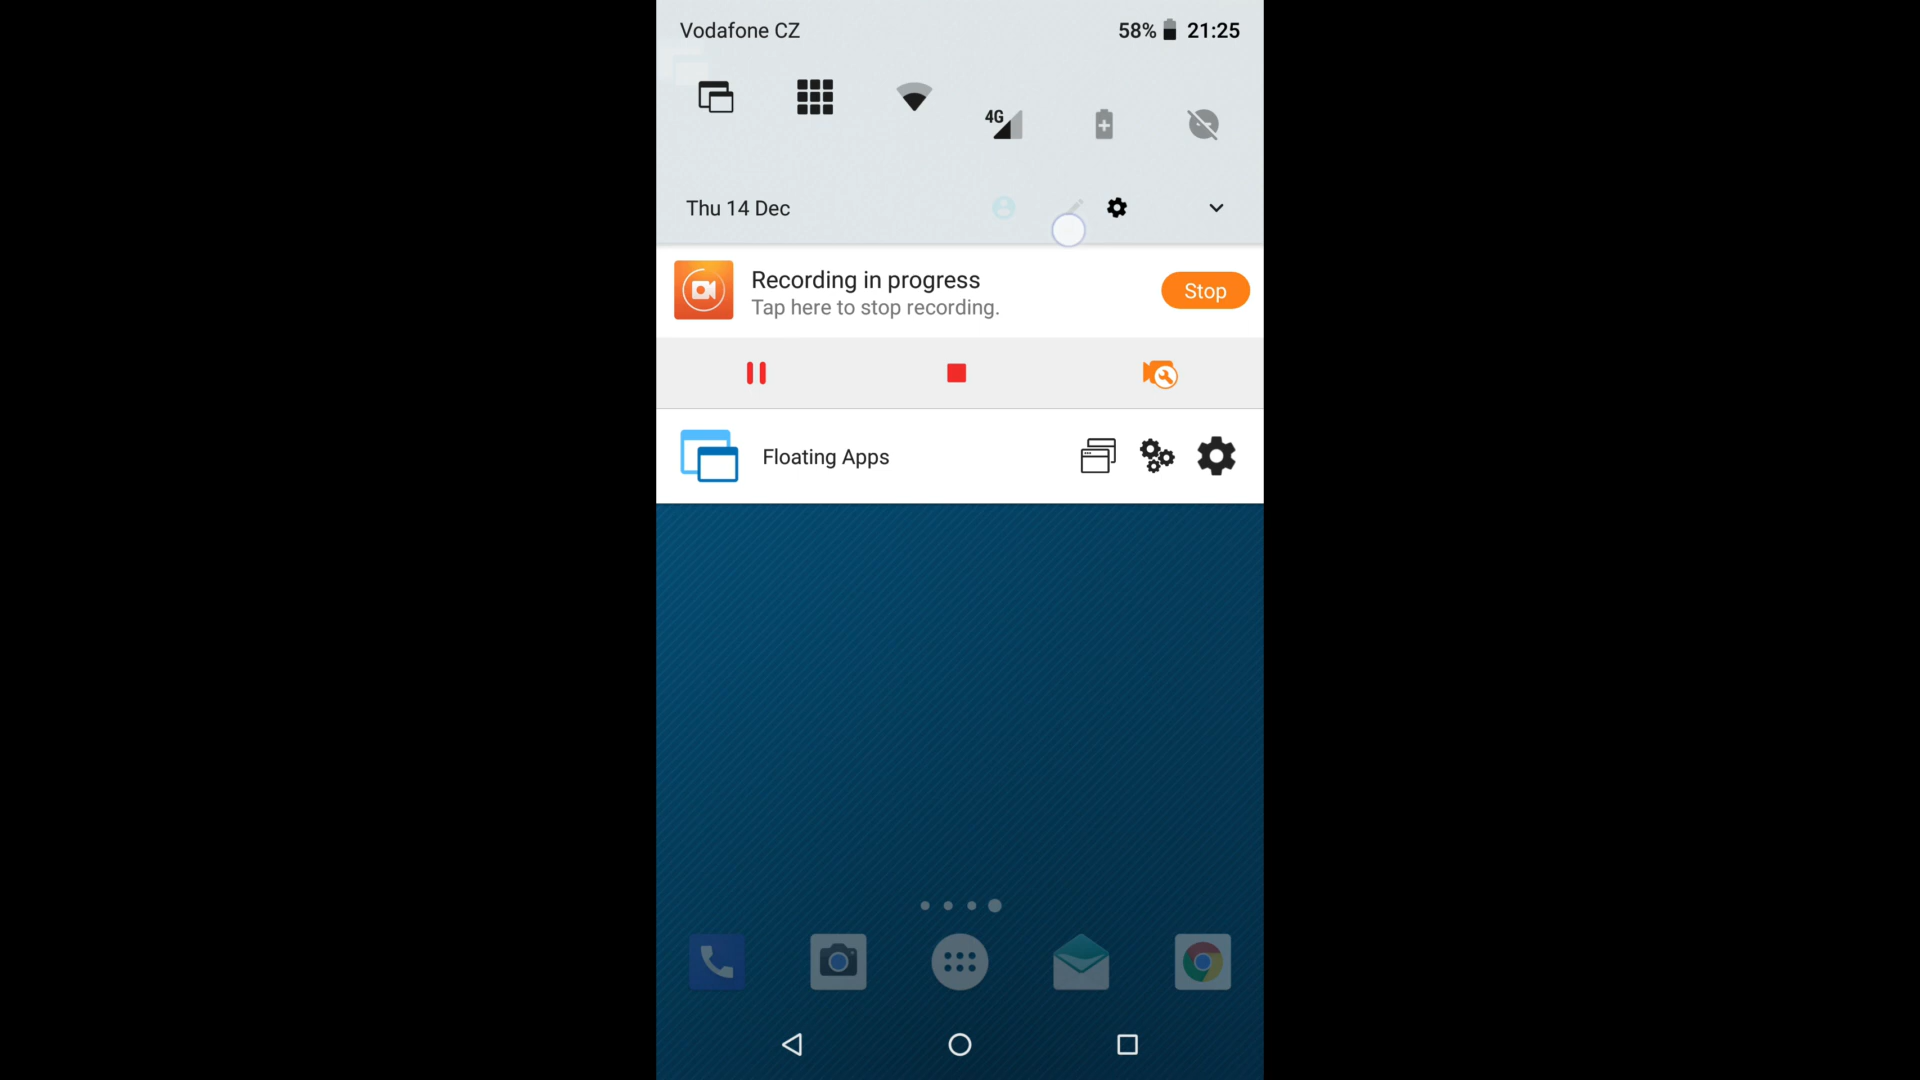 Vodafone CZ
58% 21:25
4G
Thu 14 Dec
Recording in progress
Tap here to stop recording.
Stop
Floating Apps